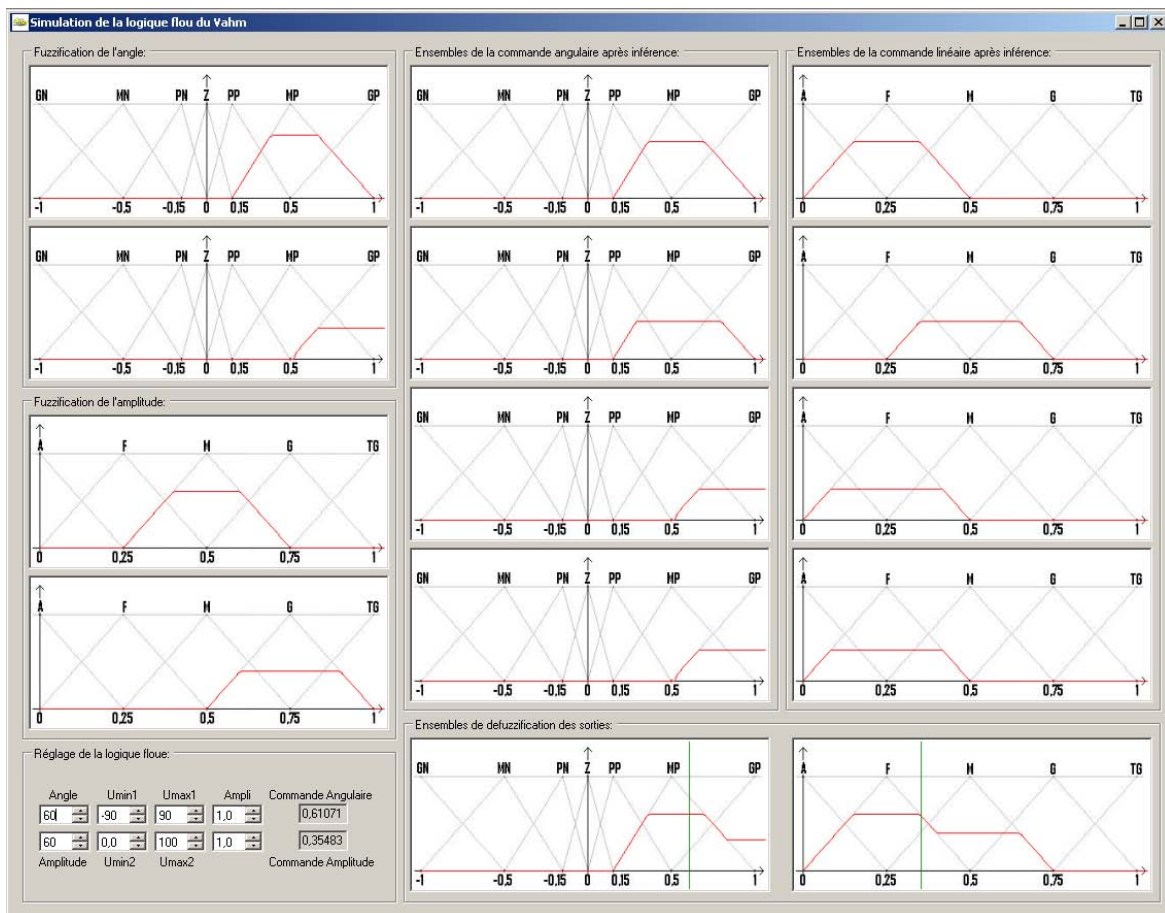 Simulation de la logique flou du Vahm
Fuzzification de l'angle:
GN MN PN Z PP MP GP
-1 -0,5 -0,15 0 0,15 0,5 1
GN MN PN Z PP MP GP
-1 -0,5 -0,15 0 0,15 0,5 1
Fuzzification de l'amplitude:
A F M G TG
0 0,25 0,5 0,75 1
A F M G TG
0 0,25 0,5 0,75 1
Réglage de la logique floue:
Angle Umin1 Umax1 Ampli Commande Angulaire
60 -90 90 1,0 0,61071
60 0,0 100 1,0 0,35483
Amplitude Umin2 Umax2 Commande Amplitude
Ensembles de la commande angulaire après inférence:
GN MN PN Z PP MP GP
-1 -0,5 -0,15 0 0,15 0,5 1
GN MN PN Z PP MP GP
-1 -0,5 -0,15 0 0,15 0,5 1
GN MN PN Z PP MP GP
-1 -0,5 -0,15 0 0,15 0,5 1
GN MN PN Z PP MP GP
-1 -0,5 -0,15 0 0,15 0,5 1
Ensembles de la commande linéaire après inférence:
A F M G TG
0 0,25 0,5 0,75 1
A F M G TG
0 0,25 0,5 0,75 1
A F M G TG
0 0,25 0,5 0,75 1
A F M G TG
0 0,25 0,5 0,75 1
Ensembles de defuzzification des sorties:
GN MN PN Z PP MP GP
-1 -0,5 -0,15 0 0,15 0,5 1
A F M G TG
0 0,25 0,5 0,75 1